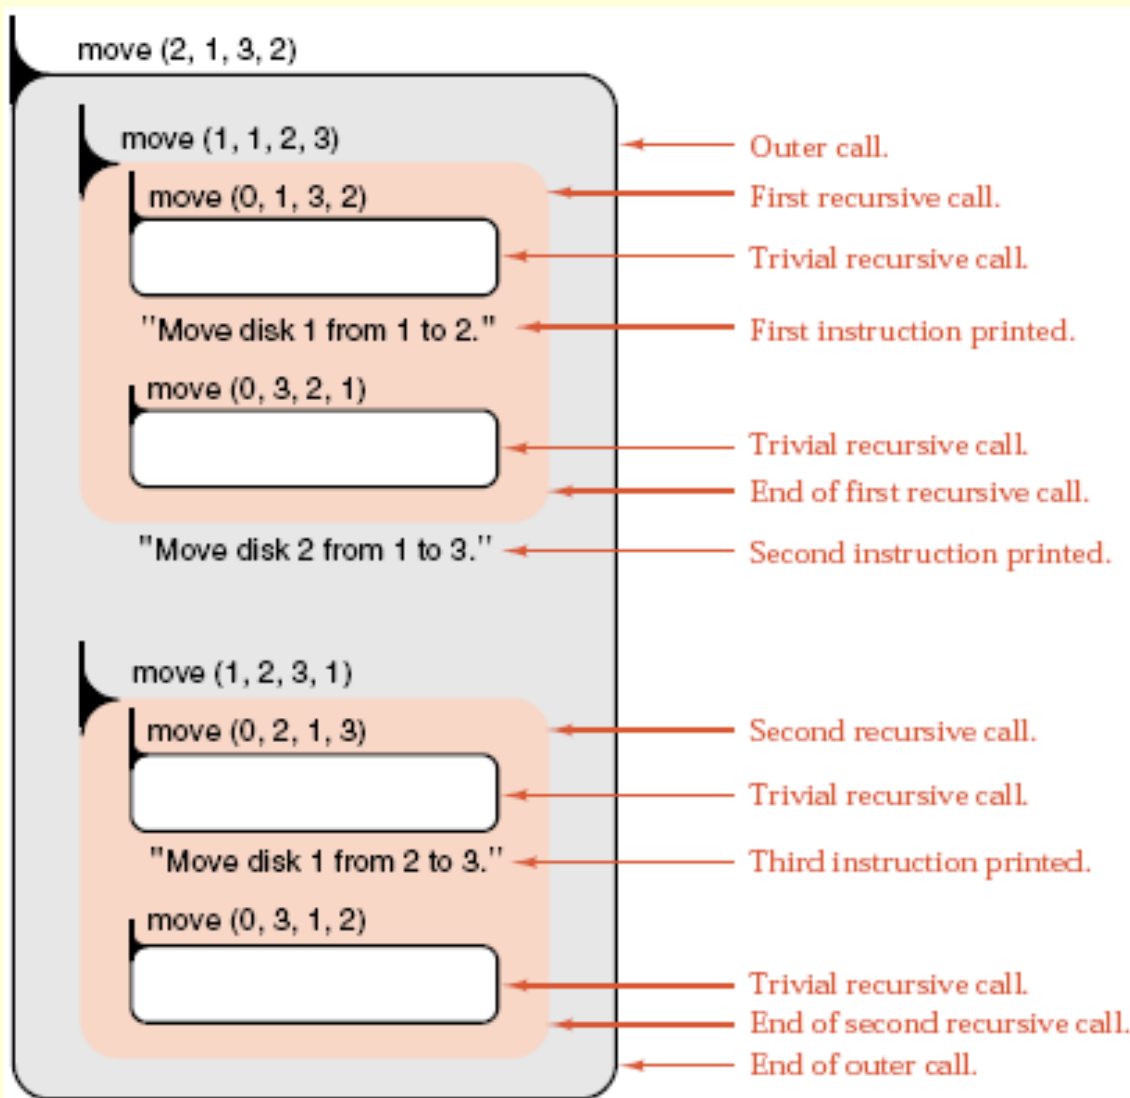 move (2, 1, 3, 2)
move (1, 1, 2, 3)
Outer call.
move (0, 1, 3, 2)
First recursive call.
Trivial recursive call.
"Move disk 1 from 1 to 2."
First instruction printed.
move (0, 3, 2, 1)
Trivial recursive call.
End of first recursive call.
"Move disk 2 from 1 to 3."
Second instruction printed.
move (1, 2, 3, 1)
move (0, 2, 1, 3)
Second recursive call.
Trivial recursive call.
"Move disk 1 from 2 to 3."
Third instruction printed.
move (0, 3, 1, 2)
Trivial recursive call.
End of second recursive call.
End of outer call.